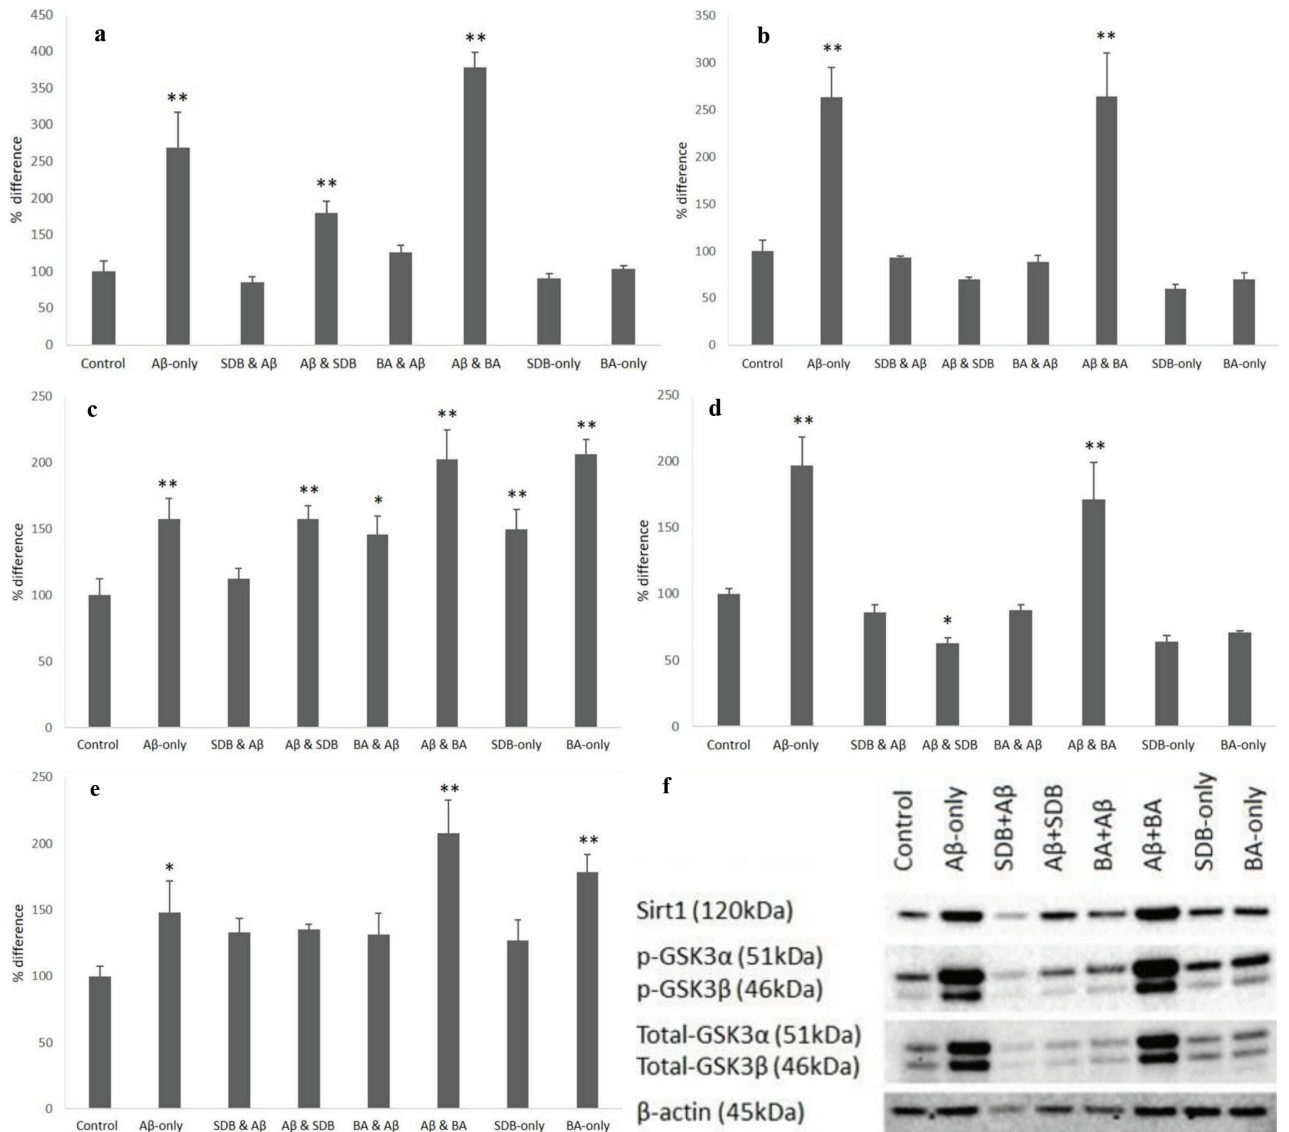 a
450
400
350
300
250
200
150
100
50
0
% difference
** ** **
Control Aβ-only SDB & Aβ Aβ & SDB BA & Aβ Aβ & BA SDB-only BA-only
b
350
300
250
200
150
100
50
0
% difference
** **
Control Aβ-only SDB & Aβ Aβ & SDB BA & Aβ Aβ & BA SDB-only BA-only
c
250
200
150
100
50
0
% difference
** ** * ** ** **
Control Aβ-only SDB & Aβ Aβ & SDB BA & Aβ Aβ & BA SDB-only BA-only
d
250
200
150
100
50
0
% difference
** * **
Control Aβ-only SDB & Aβ Aβ & SDB BA & Aβ Aβ & BA SDB-only BA-only
e
250
200
150
100
50
0
% difference
* ** **
Control Aβ-only SDB & Aβ Aβ & SDB BA & Aβ Aβ & BA SDB-only BA-only
f
Control
Aβ-only
SDB+Aβ
Aβ+SDB
BA+Aβ
Aβ+BA
SDB-only
BA-only
Sirt1 (120kDa)
p-GSK3α (51kDa)
p-GSK3β (46kDa)
Total-GSK3α (51kDa)
Total-GSK3β (46kDa)
β-actin (45kDa)